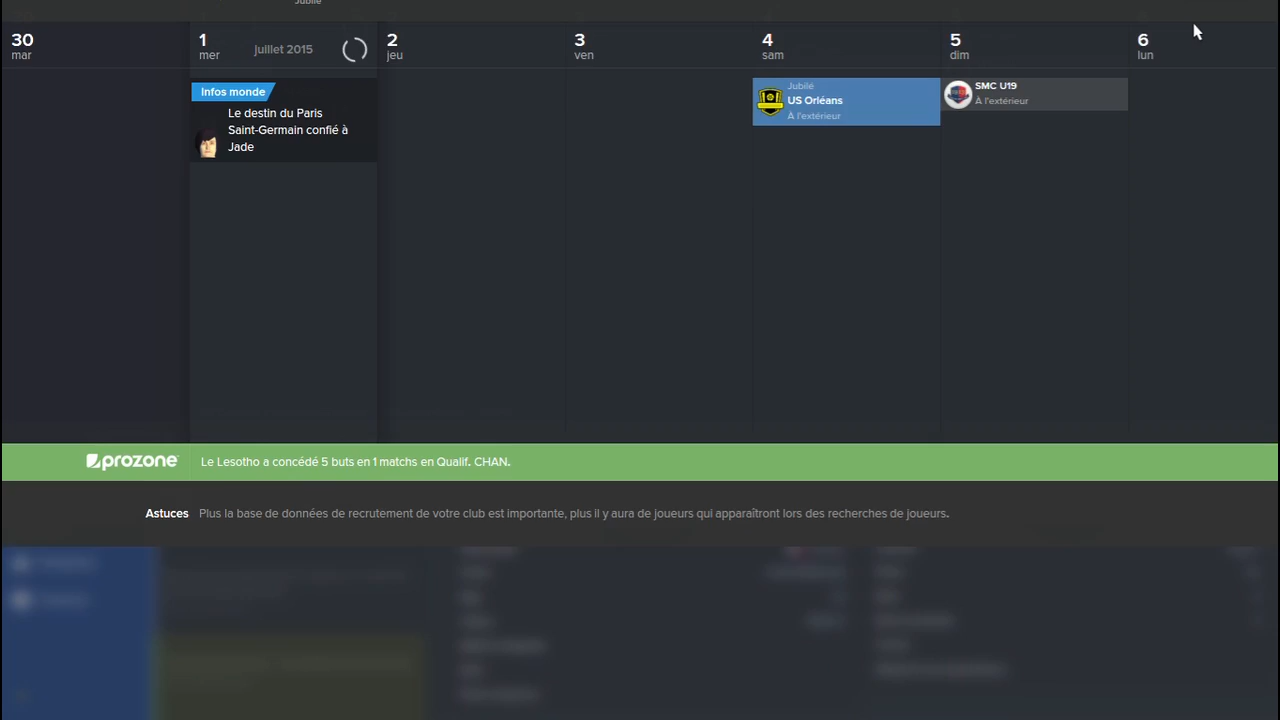 Jubilé
30
mar
1
mer
Juillet 2015
2
jeu
3
ven
4
sam
5
dim
6
lun
Infos monde
Le destin du Paris
Saint-Germain confié à
Jade
Jubilé
US Orléans
À l'extérieur
SMC U19
À l'extérieur
prozone
Le Lesotho a concédé 5 buts en 1 matchs en Qualif. CHAN.
Astuces Plus la base de données de recrutement de votre club est importante, plus il y aura de joueurs qui apparaîtront lors des recherches de joueurs.